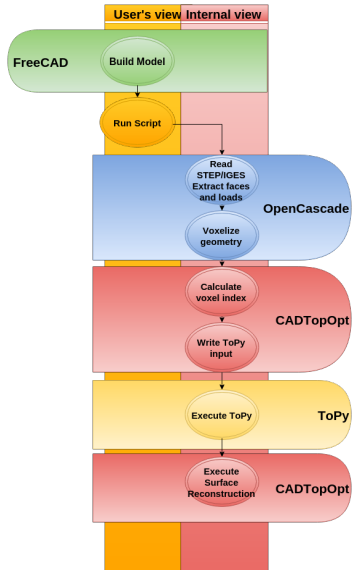 User's view
Internal view
FreeCAD
Build Model
Run Script
Read
STEP/IGES
Extract faces
and loads
OpenCascade
Voxelize
geometry
Calculate
voxel index
CADTopOpt
Write ToPy
input
Execute ToPy
ToPy
Execute
Surface
Reconstruction
CADTopOpt